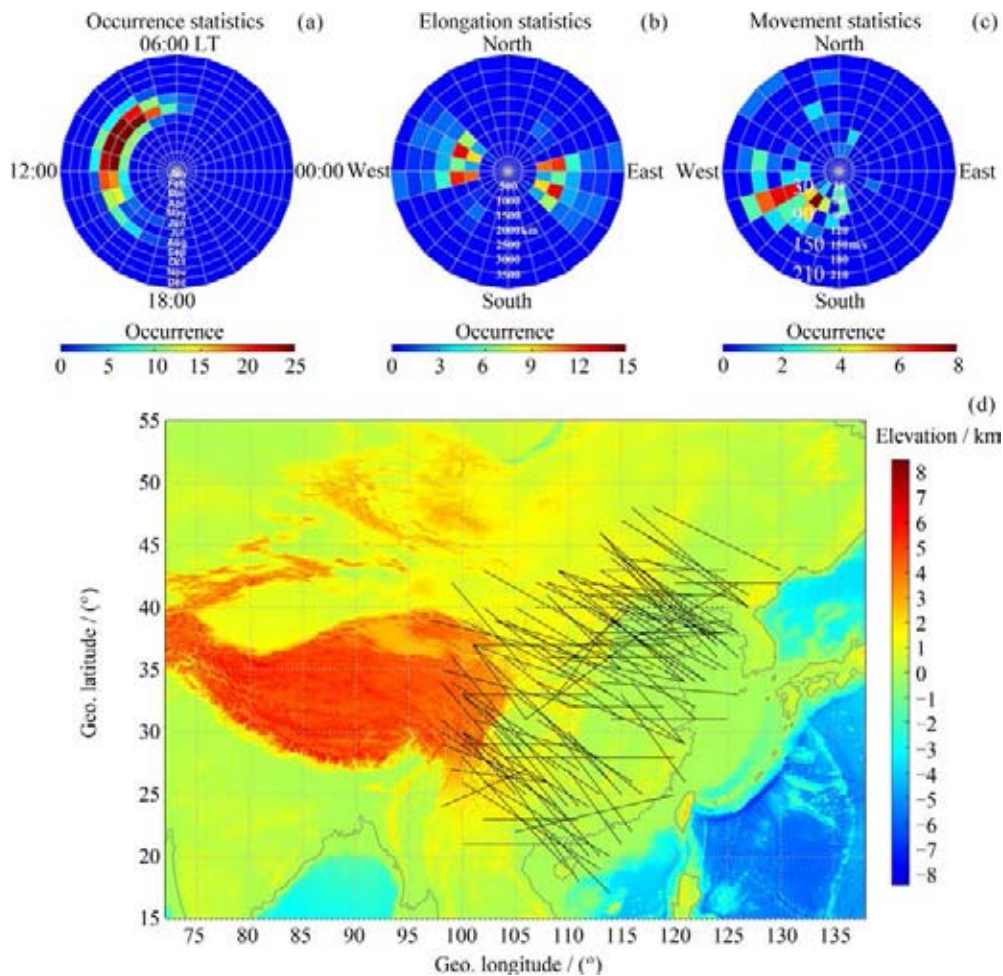 Occurrence statistics (a)
06:00 LT
12:00
00:00
Feb
Apr
May
Jun
Jul
Aug
Sep
Oct
Nov
Dec
18:00
Occurrence
0 5 10 15 20 25
Elongation statistics (b)
North
West
East
500
1000
1500
2000 km
2500
3000
3500
South
Occurrence
0 3 6 9 12 15
Movement statistics (c)
North
West
East
30
90
120
150 150 m/s
180
210 210
South
Occurrence
0 2 4 6 8
(d)
Elevation / km
8
7
6
5
4
3
2
1
0
−1
−2
−3
−4
−5
−6
−7
−8
Geo. latitude / (°)
55
50
45
40
35
30
25
20
15
75 80 85 90 95 100 105 110 115 120 125 130 135
Geo. longitude / (°)